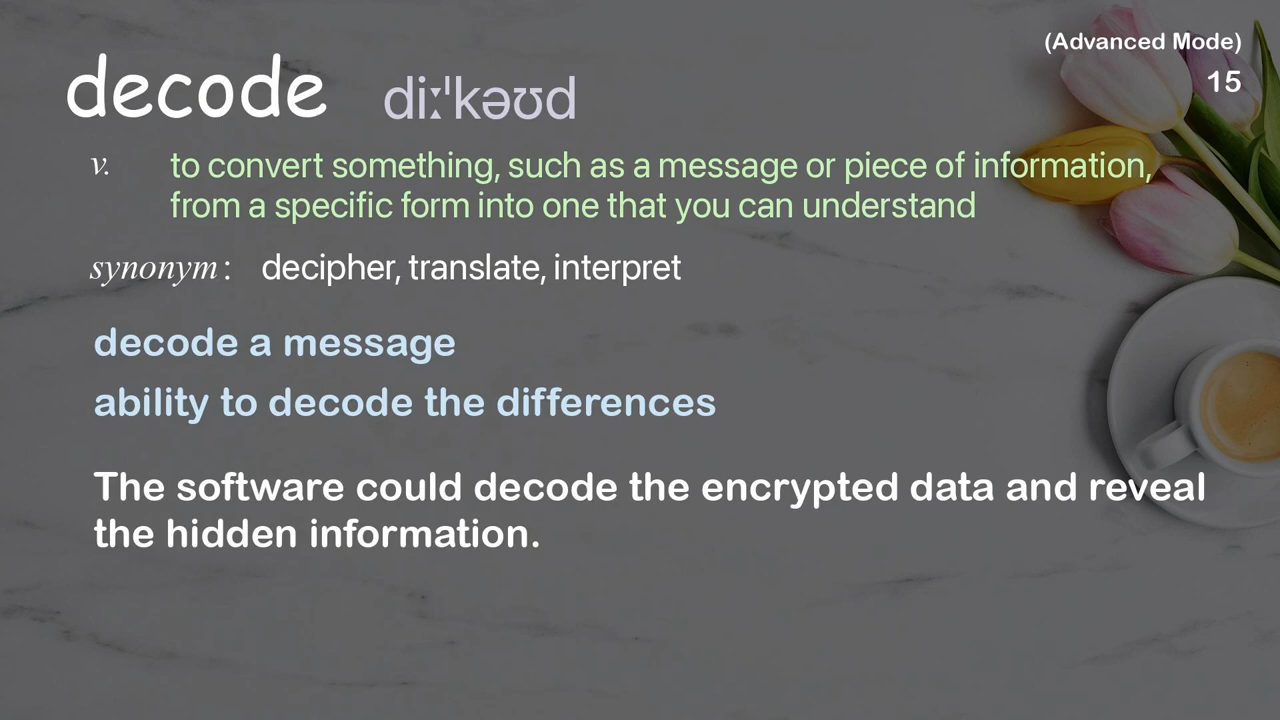 (Advanced Mode)
15
decode diːˈkəʊd
v. to convert something, such as a message or piece of information,
from a specific form into one that you can understand
synonym: decipher, translate, interpret
decode a message
ability to decode the differences
The software could decode the encrypted data and reveal
the hidden information.